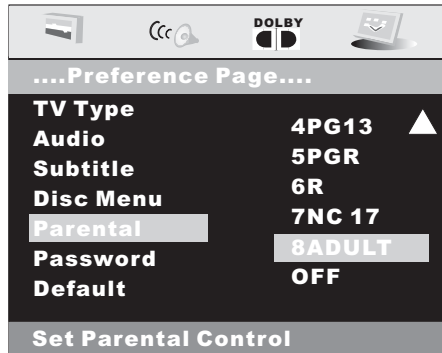 DOLBY
....Preference Page....
TV Type
Audio
Subtitle
Disc Menu
Parental
Password
Default
4PG13
5PGR
6R
7NC 17
8ADULT
OFF
Set Parental Control